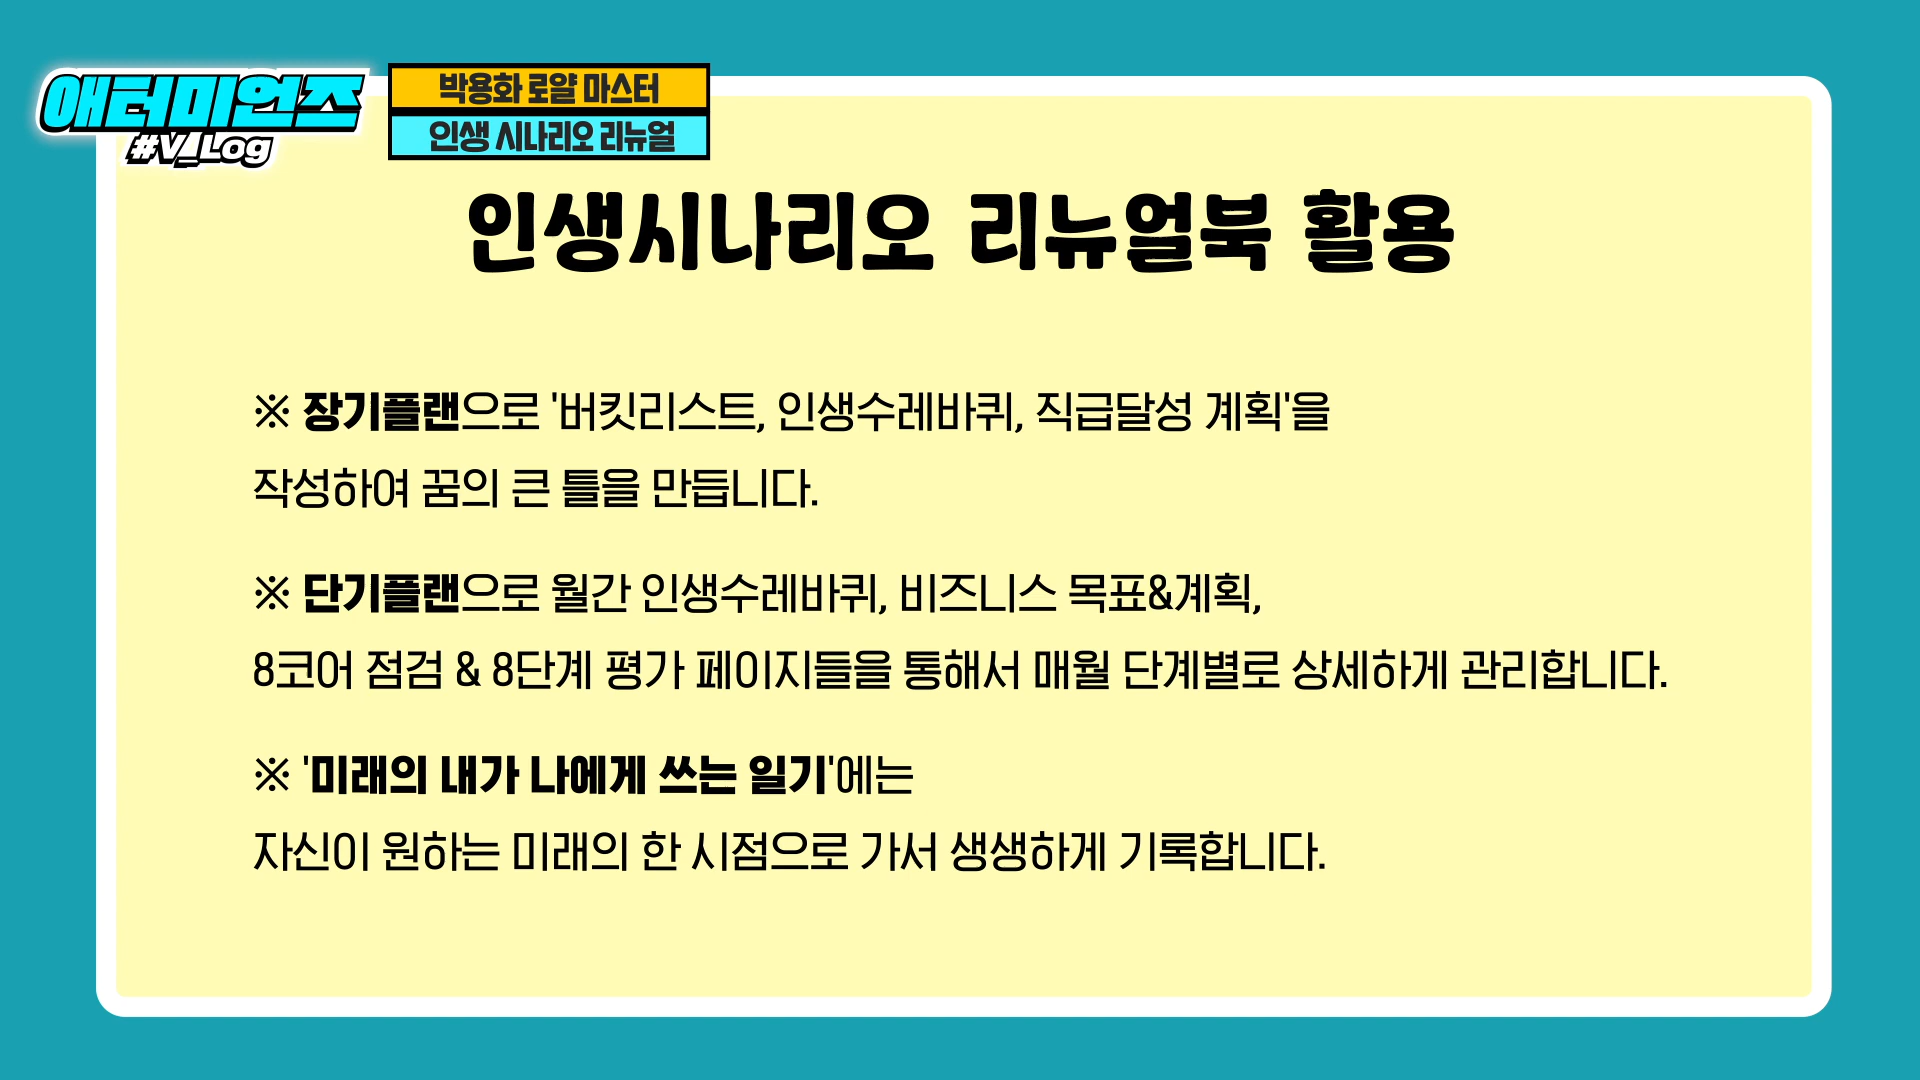 애터미언즈
#V_Log
박용화 로얄 마스터
인생 시나리오 리뉴얼
인생시나리오 리뉴얼북 활용
※ 장기플랜으로 '버킷리스트, 인생수레바퀴, 직급달성 계획'을
작성하여 꿈의 큰 틀을 만듭니다.
※ 단기플랜으로 월간 인생수레바퀴, 비즈니스 목표&계획,
8코어 점검 & 8단계 평가 페이지들을 통해서 매월 단계별로 상세하게 관리합니다.
※ '미래의 내가 나에게 쓰는 일기'에는
자신이 원하는 미래의 한 시점으로 가서 생생하게 기록합니다.